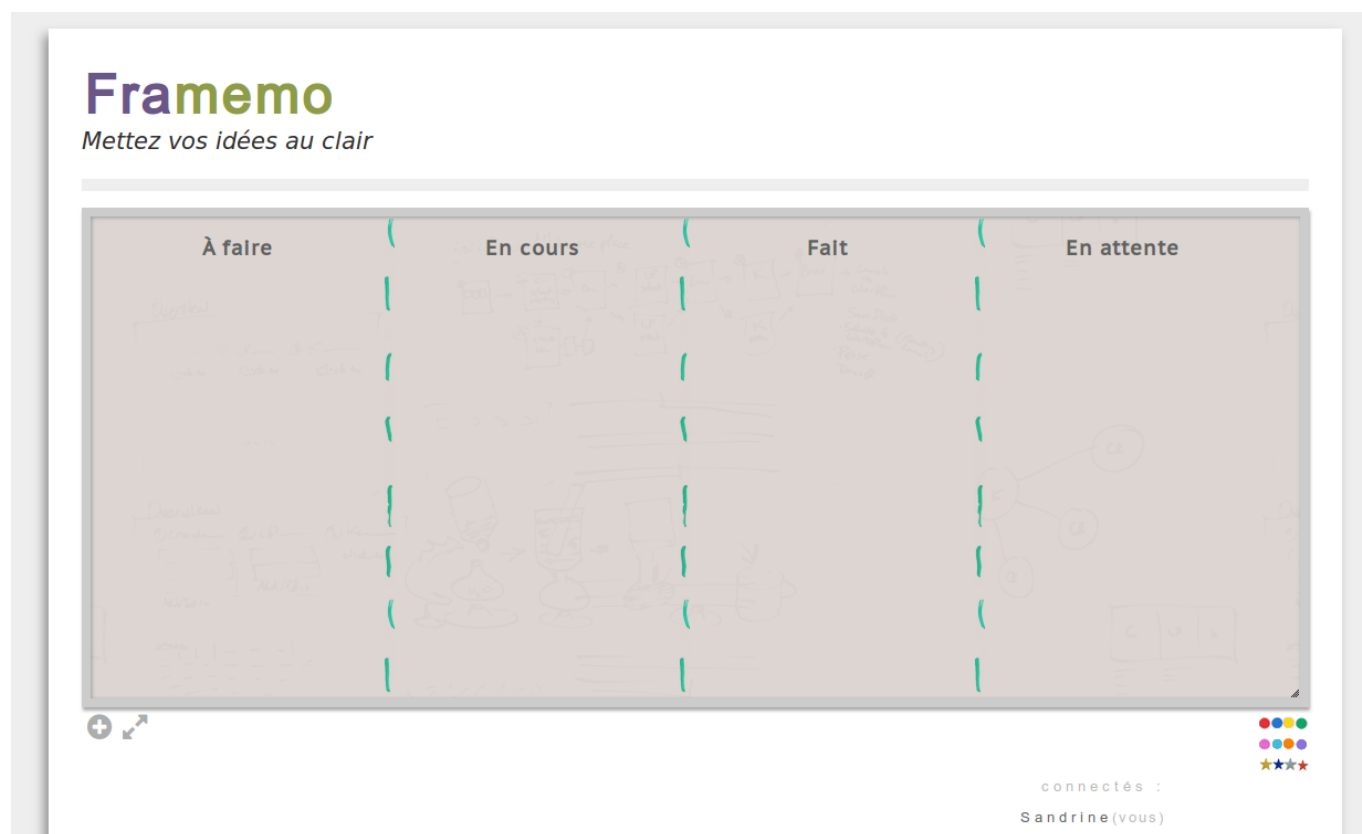 Framemo
Mettez vos idées au clair
À faire
En cours
Fait
En attente
connectés :
Sandrine(vous)